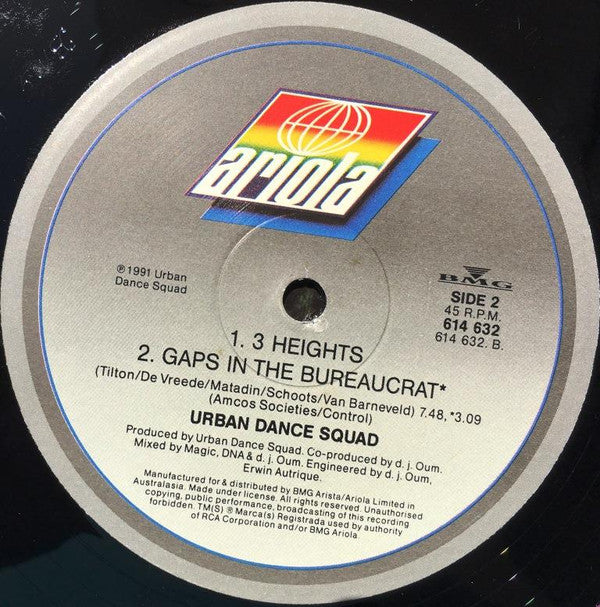 ariola
℗ 1991 Urban
Dance Squad
BMG
SIDE 2
45 R.P.M.
614 632
614 632. B.
1. 3 HEIGHTS
2. GAPS IN THE BUREAUCRAT*
(Tilton/De Vreede/Matadin/Schoots/Van Barneveld) 7.48, *3.09
(Amcos Societies/Control)
URBAN DANCE SQUAD
Produced by Urban Dance Squad. Co-produced by d. j. Oum.
Mixed by Magic, DNA & d. j. Oum. Engineered by d. j. Oum,
Erwin Autrique.
Manufactured for & distributed by BMG Arista/Ariola Limited in
Australasia. Made under license. All rights reserved. Unauthorised
copying, public performance, broadcasting of this recording
forbidden. TM(S) ® Marca(s) Registrada used by authority
of RCA Corporation and/or BMG Ariola.